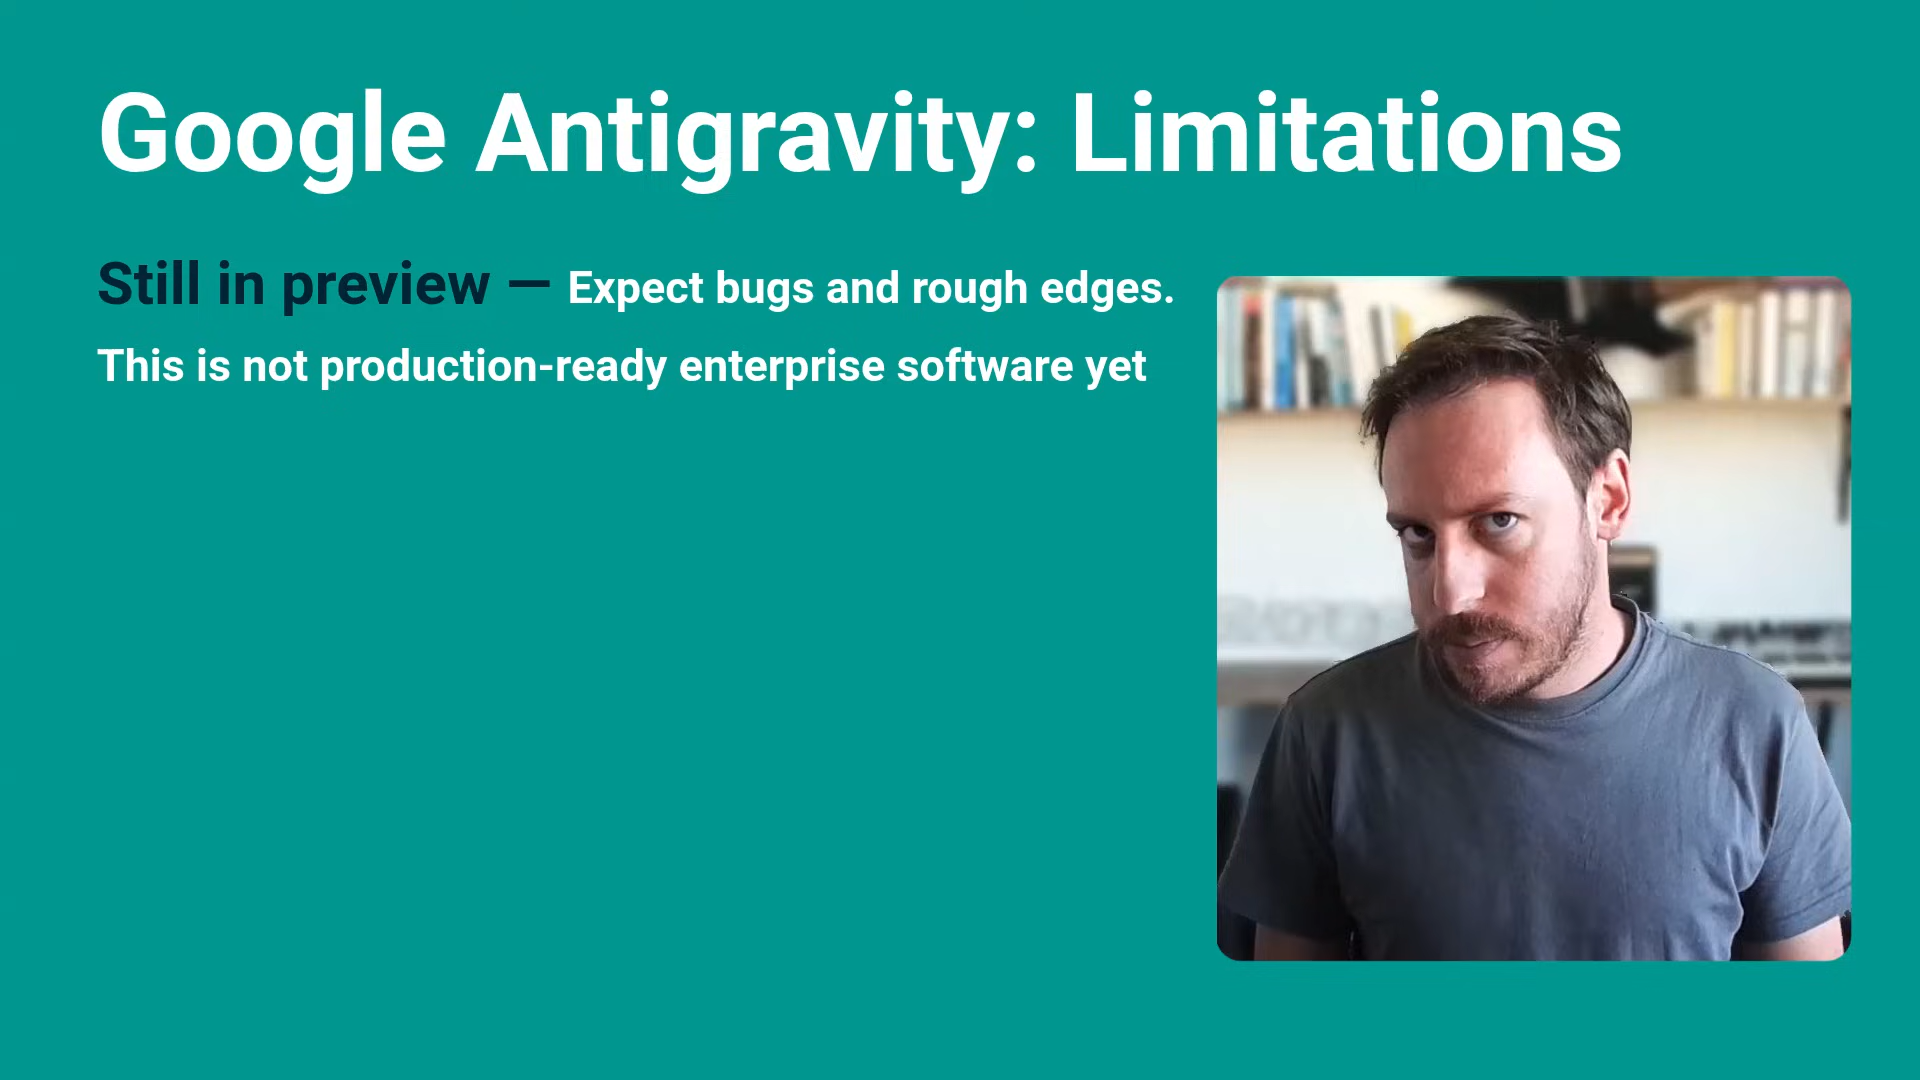 Google Antigravity: Limitations
Still in preview — Expect bugs and rough edges.
This is not production-ready enterprise software yet